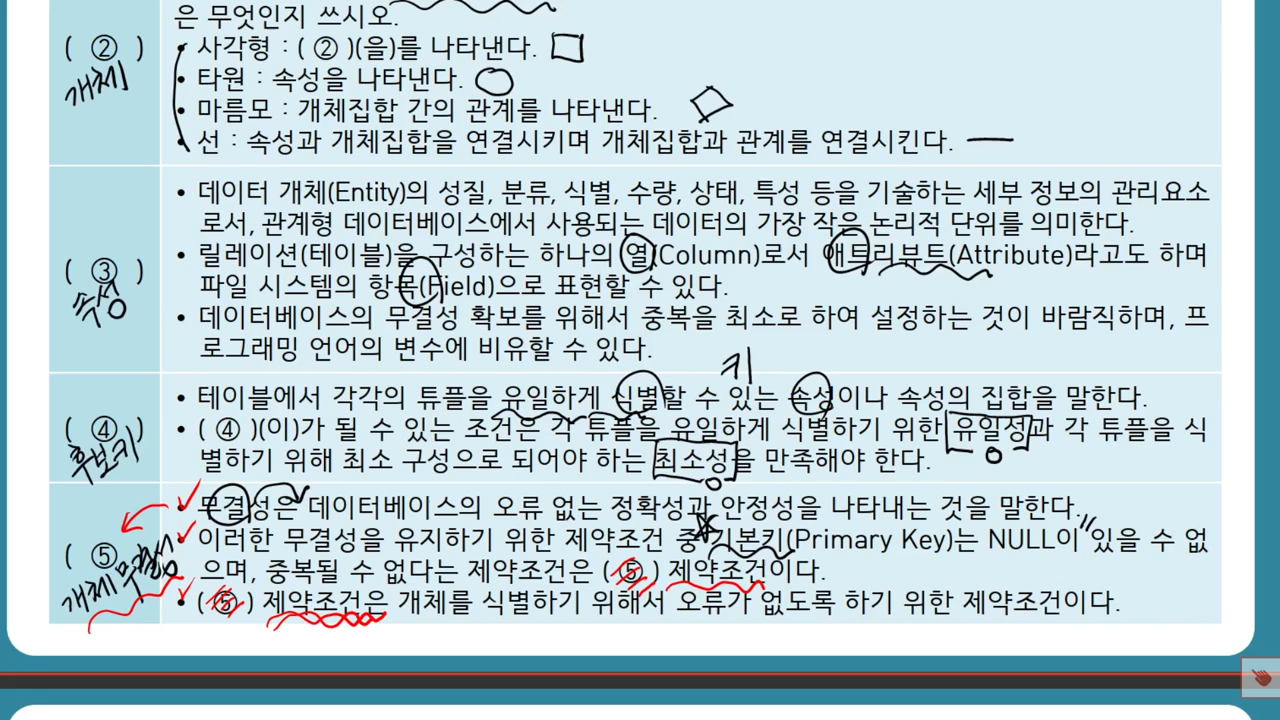 은 무엇인지 쓰시오.
( ② )
개체
• 사각형 : ( ② )(을)를 나타낸다.
• 타원 : 속성을 나타낸다.
• 마름모 : 개체집합 간의 관계를 나타낸다.
• 선 : 속성과 개체집합을 연결시키며 개체집합과 관계를 연결시킨다.
( ③ )
속성
• 데이터 개체(Entity)의 성질, 분류, 식별, 수량, 상태, 특성 등을 기술하는 세부 정보의 관리요소
로서, 관계형 데이터베이스에서 사용되는 데이터의 가장 작은 논리적 단위를 의미한다.
• 릴레이션(테이블)을 구성하는 하나의 열(Column)로서 애트리뷰트(Attribute)라고도 하며
파일 시스템의 항목(Field)으로 표현할 수 있다.
• 데이터베이스의 무결성 확보를 위해서 중복을 최소로 하여 설정하는 것이 바람직하며, 프
로그래밍 언어의 변수에 비유할 수 있다.
키
( ④ )
후보키
• 테이블에서 각각의 튜플을 유일하게 식별할 수 있는 속성이나 속성의 집합을 말한다.
• ( ④ )(이)가 될 수 있는 조건은 각 튜플을 유일하게 식별하기 위한 유일성과 각 튜플을 식
별하기 위해 최소 구성으로 되어야 하는 최소성을 만족해야 한다.
( ⑤ )
개체 무결성
• 무결성은 데이터베이스의 오류 없는 정확성과 안정성을 나타내는 것을 말한다.
• 이러한 무결성을 유지하기 위한 제약조건 중 기본키(Primary Key)는 NULL이 있을 수 없
으며, 중복될 수 없다는 제약조건은 ( ⑤ ) 제약조건이다.
• ( ⑤ ) 제약조건은 개체를 식별하기 위해서 오류가 없도록 하기 위한 제약조건이다.